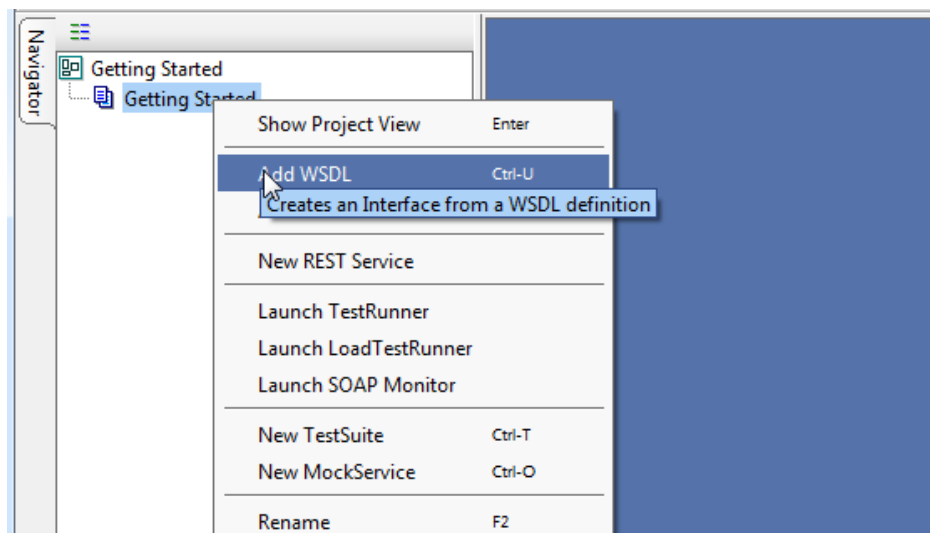 Navigator
Getting Started
Getting Started
Show Project View Enter
Add WSDL Ctrl-U
Creates an Interface from a WSDL definition
New REST Service
Launch TestRunner
Launch LoadTestRunner
Launch SOAP Monitor
New TestSuite Ctrl-T
New MockService Ctrl-O
Rename F2